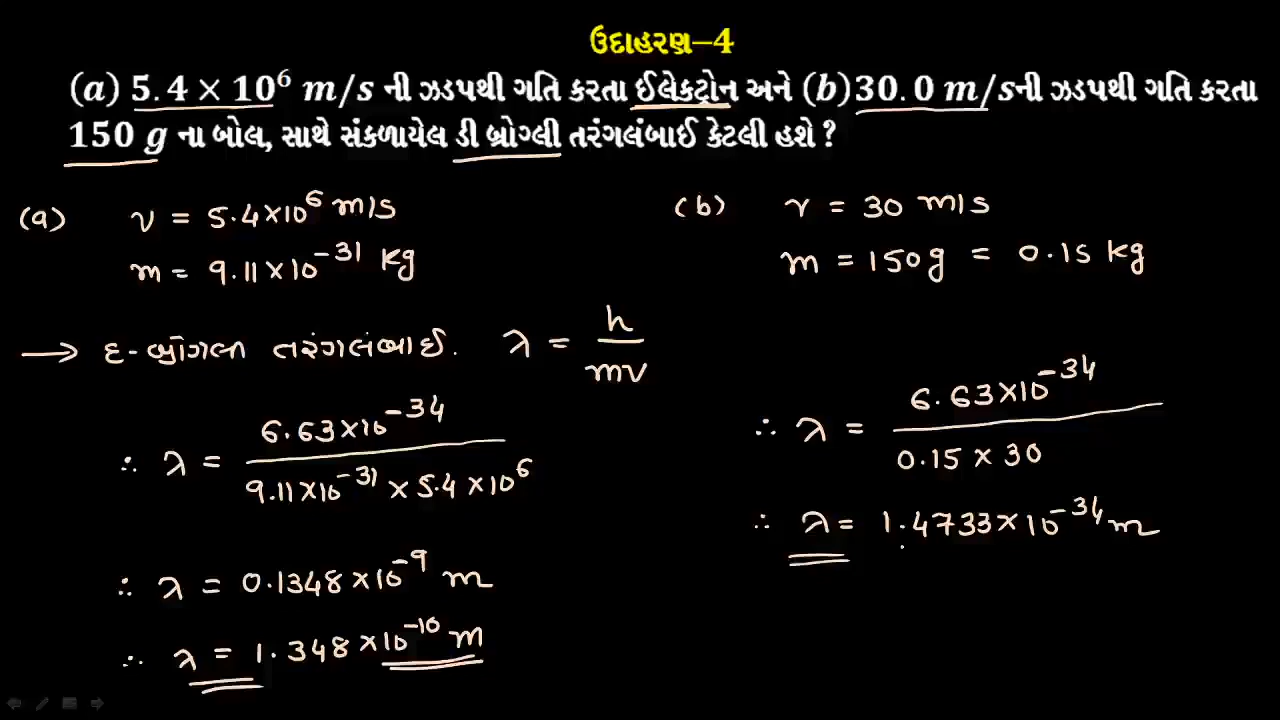 ઉદાહરણ–4
(a) 5.4 × 10⁶ m/s ની ઝડપથી ગતિ કરતા ઈલેકટ્રોન અને (b)30.0 m/sની ઝડપથી ગતિ કરતા
150 g ના બોલ, સાથે સંકળાયેલ ડી બ્રોગ્લી તરંગલંબાઈ કેટલી હશે ?
(a) v = 5.4×10⁶ m/s
m = 9.11×10⁻³¹ kg
→ દ-બ્રોગલી તરંગલંબાઈ. λ = h/mv
∴ λ = 6.63×10⁻³⁴ / 9.11×10⁻³¹ × 5.4×10⁶
∴ λ = 0.1348×10⁻⁹ m
∴ λ = 1.348×10⁻¹⁰ m
(b) v = 30 m/s
m = 150g = 0.15 kg
∴ λ = 6.63×10⁻³⁴ / 0.15 × 30
∴ λ = 1.4733×10⁻³⁴ m